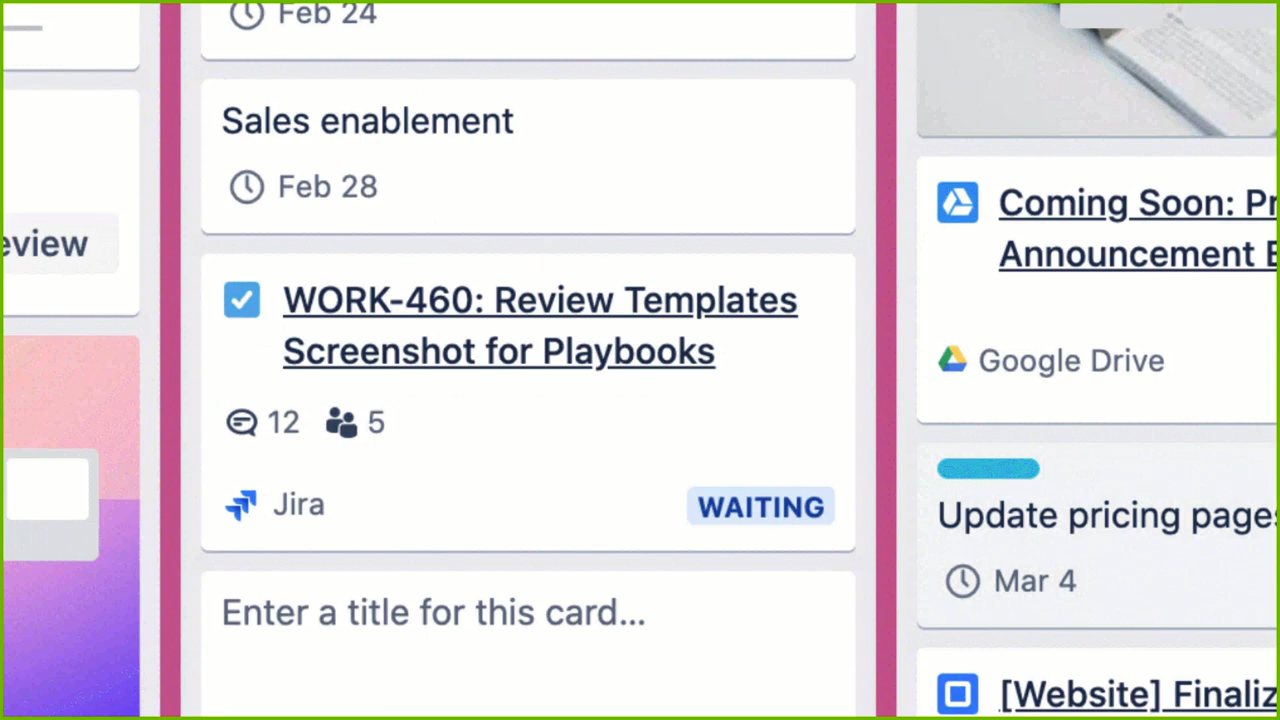 eview
Feb 24
Sales enablement
Feb 28
WORK-460: Review Templates
Screenshot for Playbooks
12 5
Jira WAITING
Enter a title for this card...
Coming Soon: Pr
Announcement
Google Drive
Update pricing pages
Mar 4
[Website] Finaliz